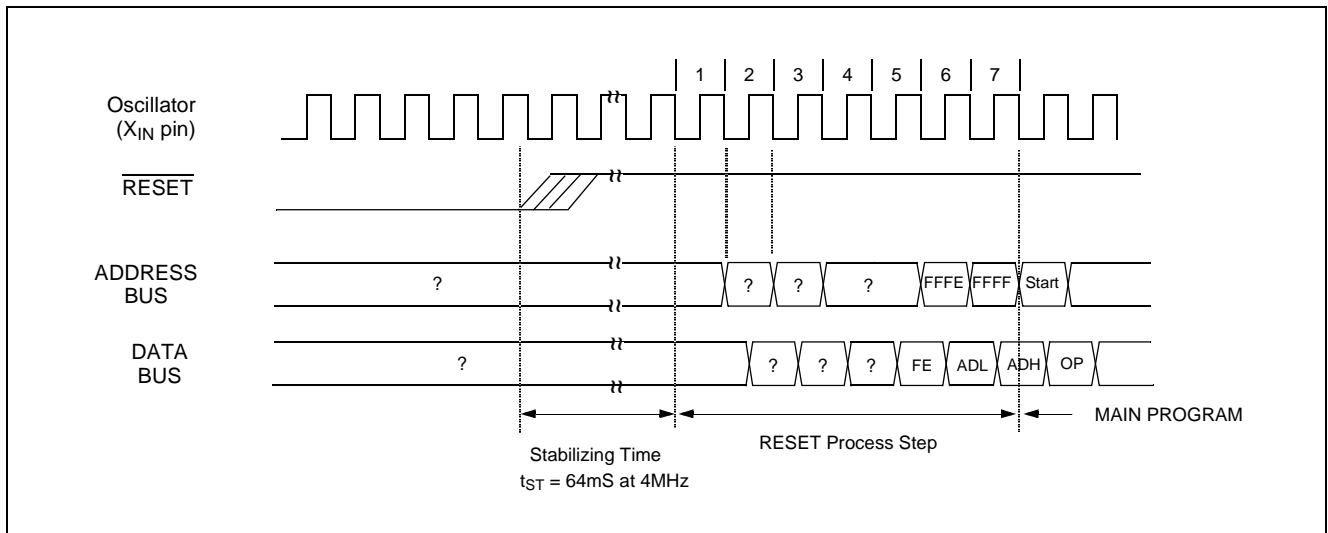 1 2 3 4 5 6 7
Oscillator
(XIN pin)
RESET
ADDRESS
BUS
? ? ? ? FFFE FFFF Start
DATA
BUS
? ? ? ? FE ADL ADH OP
MAIN PROGRAM
RESET Process Step
Stabilizing Time
tST = 64mS at 4MHz